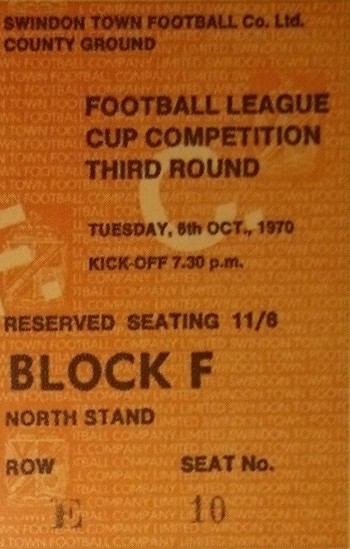 SWINDON TOWN FOOTBALL Co. Ltd.
COUNTY GROUND
FOOTBALL LEAGUE
CUP COMPETITION
THIRD ROUND
TUESDAY, 6th OCT., 1970
KICK-OFF 7.30 p.m.
RESERVED SEATING 11/6
BLOCK F
NORTH STAND
ROW SEAT No.
E 10